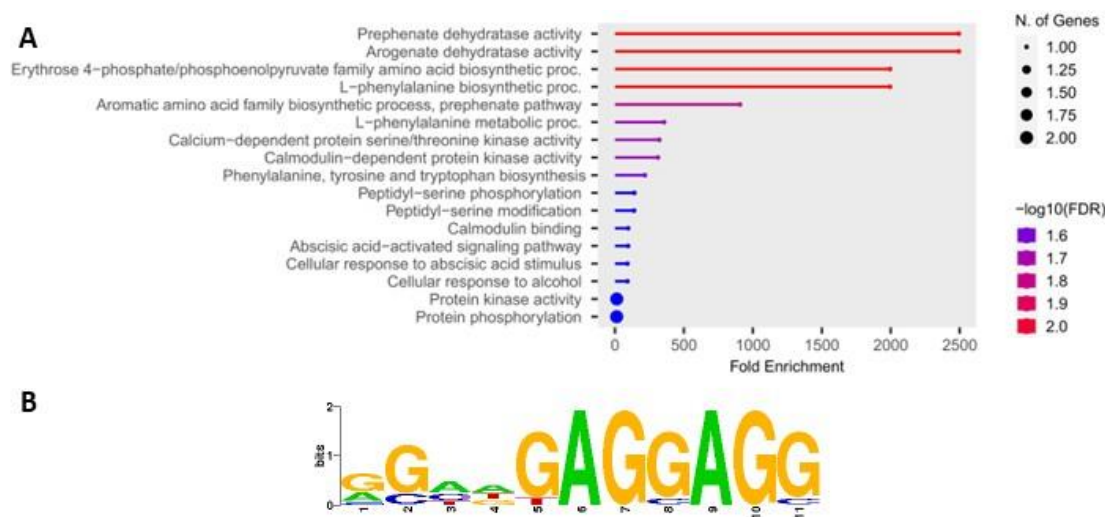 A
Prephenate dehydratase activity
Arogenate dehydratase activity
Erythrose 4−phosphate/phosphoenolpyruvate family amino acid biosynthetic proc.
L−phenylalanine biosynthetic proc.
Aromatic amino acid family biosynthetic process, prephenate pathway
L−phenylalanine metabolic proc.
Calcium−dependent protein serine/threonine kinase activity
Calmodulin−dependent protein kinase activity
Phenylalanine, tyrosine and tryptophan biosynthesis
Peptidyl−serine phosphorylation
Peptidyl−serine modification
Calmodulin binding
Abscisic acid−activated signaling pathway
Cellular response to abscisic acid stimulus
Cellular response to alcohol
Protein kinase activity
Protein phosphorylation
0 500 1000 1500 2000 2500
Fold Enrichment
N. of Genes
1.00
1.25
1.50
1.75
2.00
−log10(FDR)
1.6
1.7
1.8
1.9
2.0
B
2
1
0
bits
GGAAGAGGAGG
ACCT
1 2 3 4 5 6 7 8 9 10 11